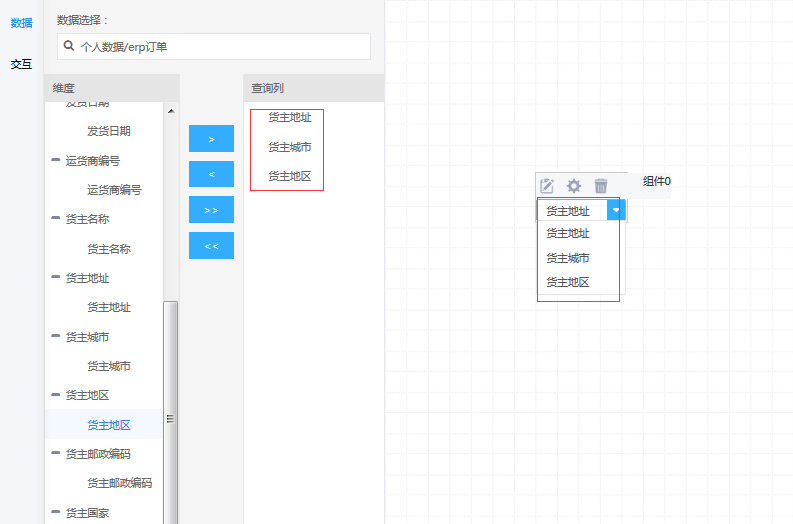 数据
交互
数据选择：
个人数据/erp订单
维度
发货日期
发货日期
运货商编号
运货商编号
货主名称
货主名称
货主地址
货主地址
货主城市
货主城市
货主地区
货主地区
货主邮政编码
货主邮政编码
货主国家
>
<
>>
<<
查询列
货主地址
货主城市
货主地区
组件0
货主地址
货主地址
货主城市
货主地区